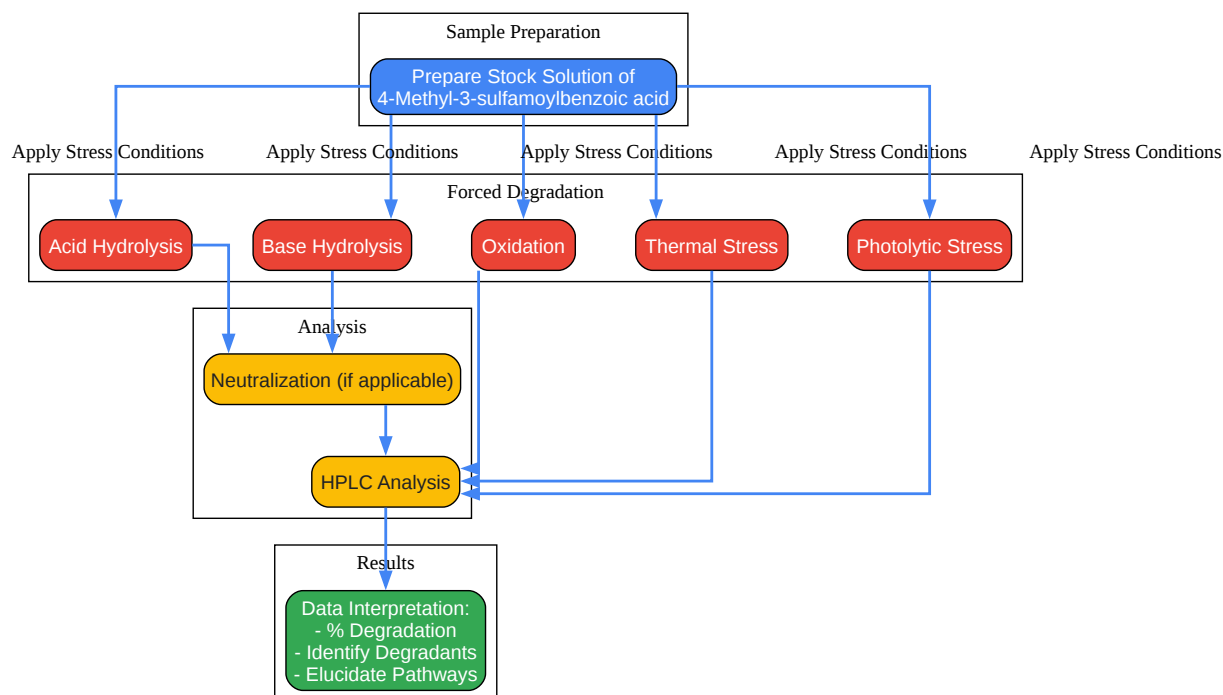 Sample Preparation
Prepare Stock Solution of
4-Methyl-3-sulfamoylbenzoic acid
Apply Stress Conditions
Apply Stress Conditions
Apply Stress Conditions
Apply Stress Conditions
Apply Stress Conditions
Forced Degradation
Acid Hydrolysis
Base Hydrolysis
Oxidation
Thermal Stress
Photolytic Stress
Analysis
Neutralization (if applicable)
HPLC Analysis
Results
Data Interpretation:
- % Degradation
- Identify Degradants
- Elucidate Pathways